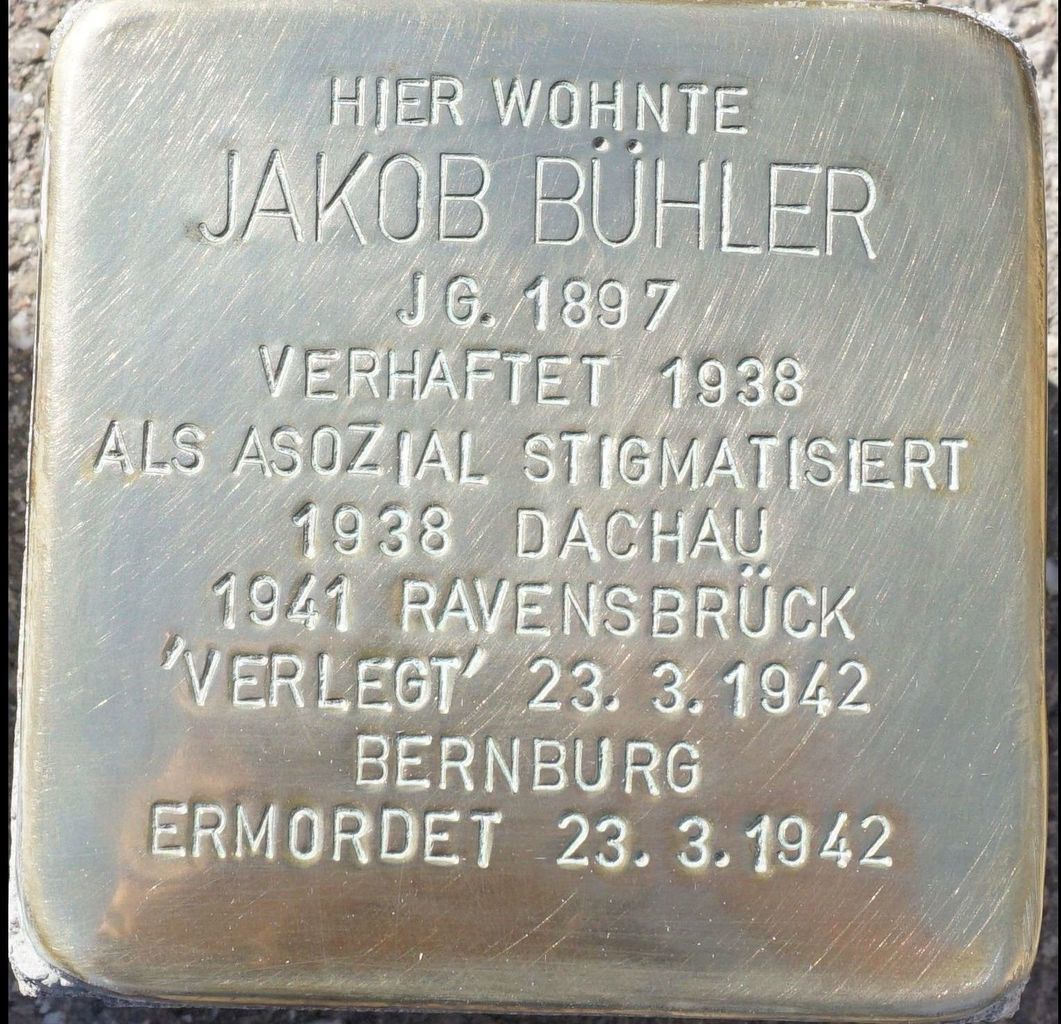 HIER WOHNTE
JAKOB BÜHLER
JG. 1897
VERHAFTET 1938
ALS ASOZIAL STIGMATISIERT
1938 DACHAU
1941 RAVENSBRÜCK
'VERLEGT' 23. 3. 1942
BERNBURG
ERMORDET 23. 3. 1942